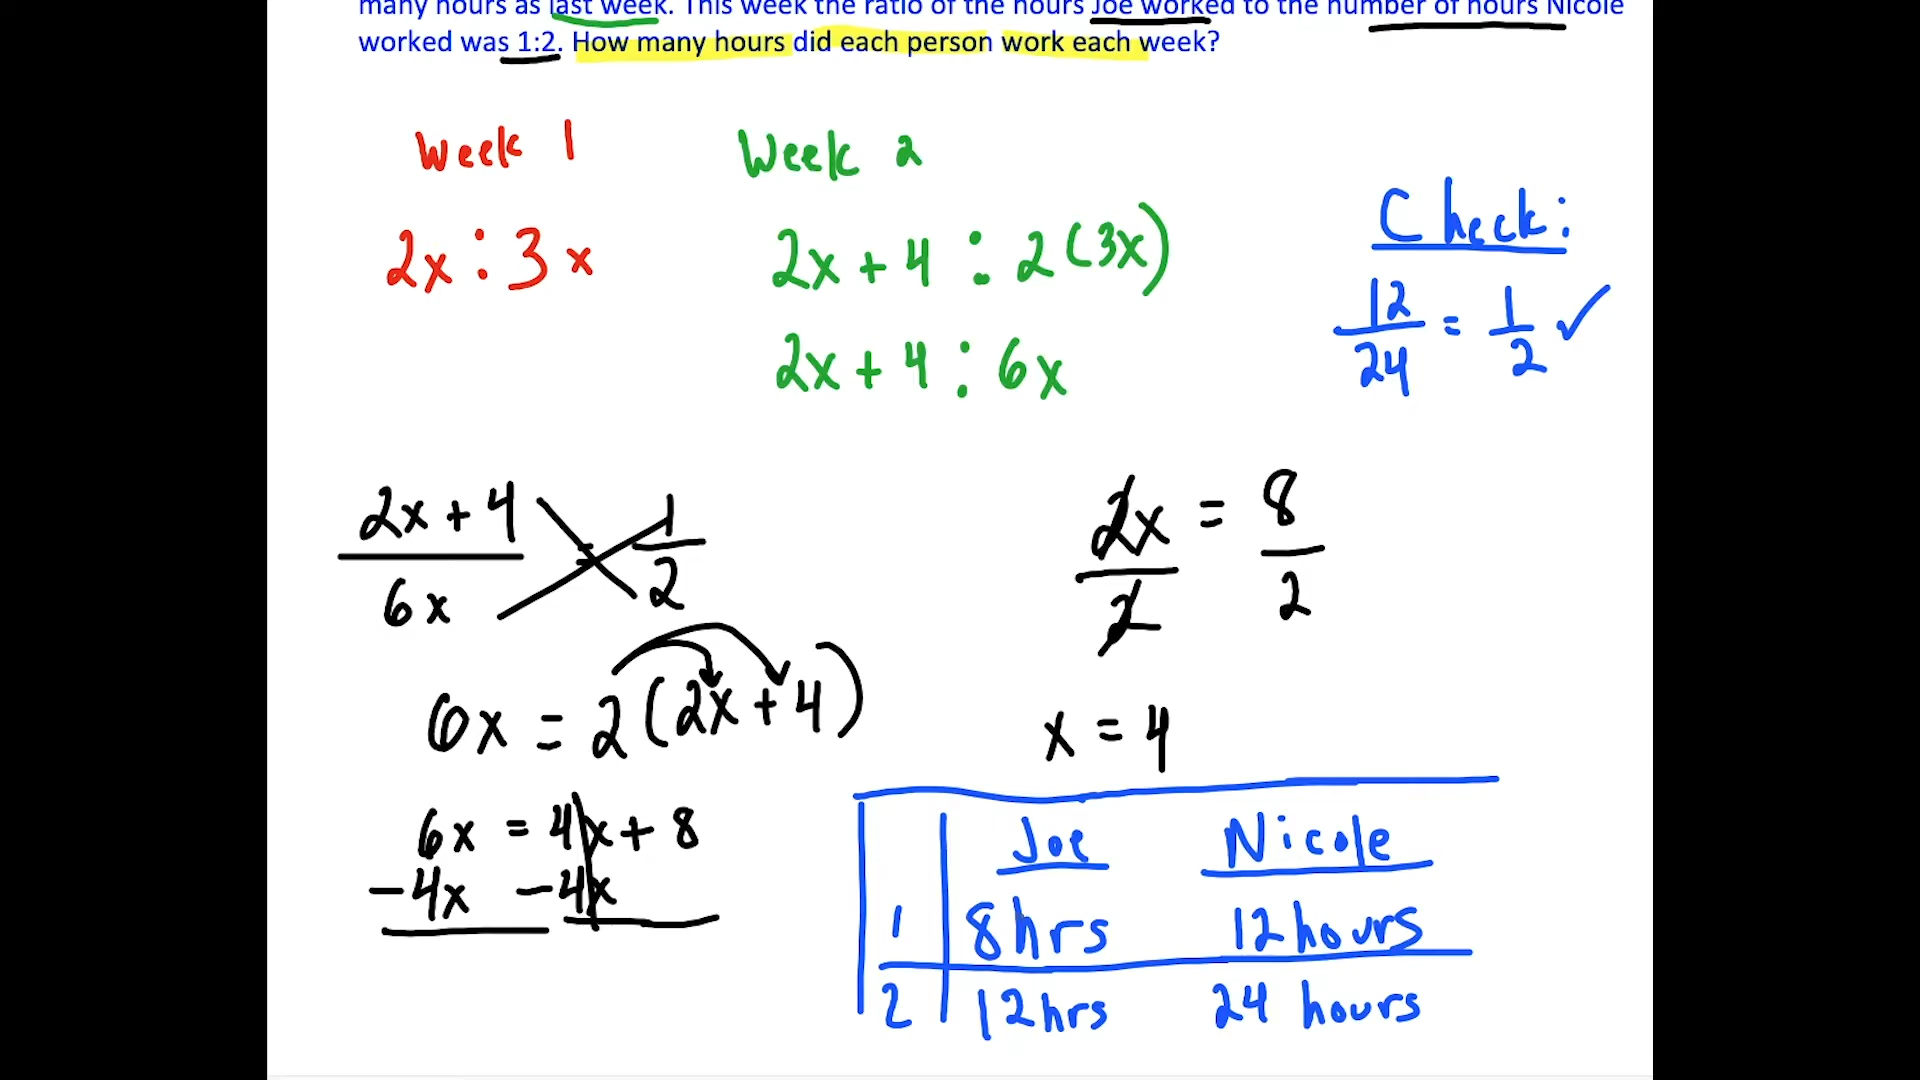 many hours as last week. This week the ratio of the hours Joe worked to the number of hours Nicole
worked was 1:2. How many hours did each person work each week?
Week 1
2x : 3x
Week 2
2x + 4 : 2(3x)
2x + 4 : 6x
Check:
12/24 = 1/2 ✓
2x + 4 / 6x = 1/2
6x = 2(2x + 4)
6x = 4x + 8
-4x -4x
2x/2 = 8/2
x = 4
Joe Nicole
1 8hrs 12hours
2 12hrs 24 hours